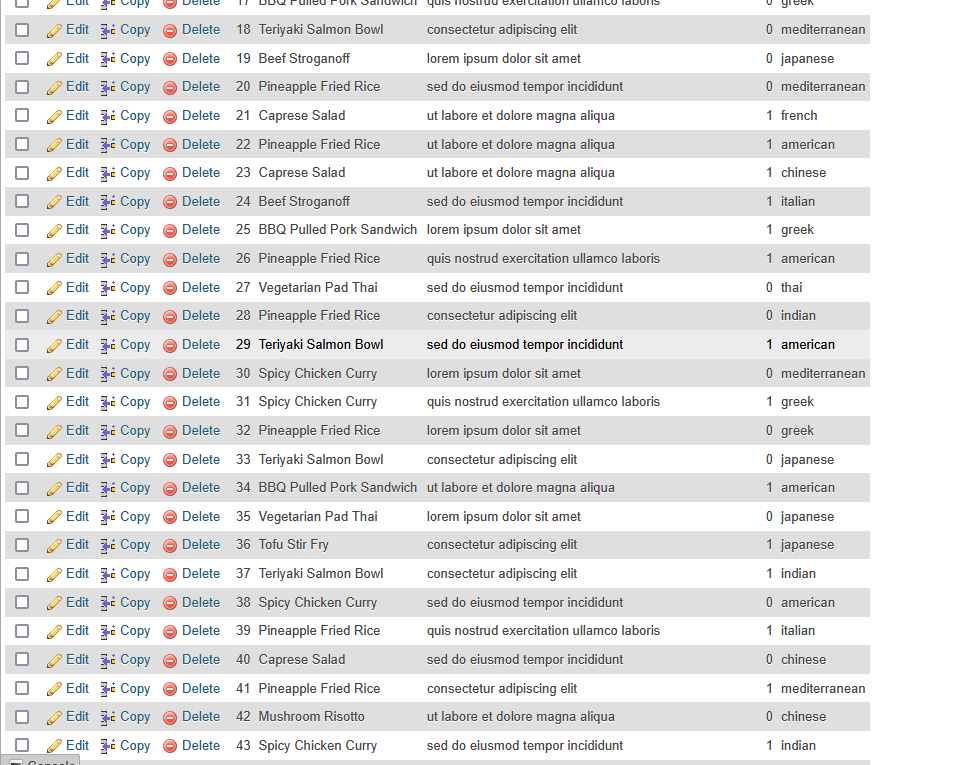 Edit Copy Delete 17 BBQ Pulled Pork Sandwich quis nostrud exercitation ullamco laboris 0 greek
Edit Copy Delete 18 Teriyaki Salmon Bowl consectetur adipiscing elit 0 mediterranean
Edit Copy Delete 19 Beef Stroganoff lorem ipsum dolor sit amet 0 japanese
Edit Copy Delete 20 Pineapple Fried Rice sed do eiusmod tempor incididunt 0 mediterranean
Edit Copy Delete 21 Caprese Salad ut labore et dolore magna aliqua 1 french
Edit Copy Delete 22 Pineapple Fried Rice ut labore et dolore magna aliqua 1 american
Edit Copy Delete 23 Caprese Salad ut labore et dolore magna aliqua 1 chinese
Edit Copy Delete 24 Beef Stroganoff sed do eiusmod tempor incididunt 1 italian
Edit Copy Delete 25 BBQ Pulled Pork Sandwich lorem ipsum dolor sit amet 1 greek
Edit Copy Delete 26 Pineapple Fried Rice quis nostrud exercitation ullamco laboris 1 american
Edit Copy Delete 27 Vegetarian Pad Thai sed do eiusmod tempor incididunt 0 thai
Edit Copy Delete 28 Pineapple Fried Rice consectetur adipiscing elit 0 indian
Edit Copy Delete 29 Teriyaki Salmon Bowl sed do eiusmod tempor incididunt 1 american
Edit Copy Delete 30 Spicy Chicken Curry lorem ipsum dolor sit amet 0 mediterranean
Edit Copy Delete 31 Spicy Chicken Curry quis nostrud exercitation ullamco laboris 1 greek
Edit Copy Delete 32 Pineapple Fried Rice lorem ipsum dolor sit amet 0 greek
Edit Copy Delete 33 Teriyaki Salmon Bowl consectetur adipiscing elit 0 japanese
Edit Copy Delete 34 BBQ Pulled Pork Sandwich ut labore et dolore magna aliqua 1 american
Edit Copy Delete 35 Vegetarian Pad Thai lorem ipsum dolor sit amet 0 japanese
Edit Copy Delete 36 Tofu Stir Fry consectetur adipiscing elit 1 japanese
Edit Copy Delete 37 Teriyaki Salmon Bowl consectetur adipiscing elit 1 indian
Edit Copy Delete 38 Spicy Chicken Curry sed do eiusmod tempor incididunt 0 american
Edit Copy Delete 39 Pineapple Fried Rice quis nostrud exercitation ullamco laboris 1 italian
Edit Copy Delete 40 Caprese Salad sed do eiusmod tempor incididunt 0 chinese
Edit Copy Delete 41 Pineapple Fried Rice consectetur adipiscing elit 1 mediterranean
Edit Copy Delete 42 Mushroom Risotto ut labore et dolore magna aliqua 0 chinese
Edit Copy Delete 43 Spicy Chicken Curry sed do eiusmod tempor incididunt 1 indian
Console